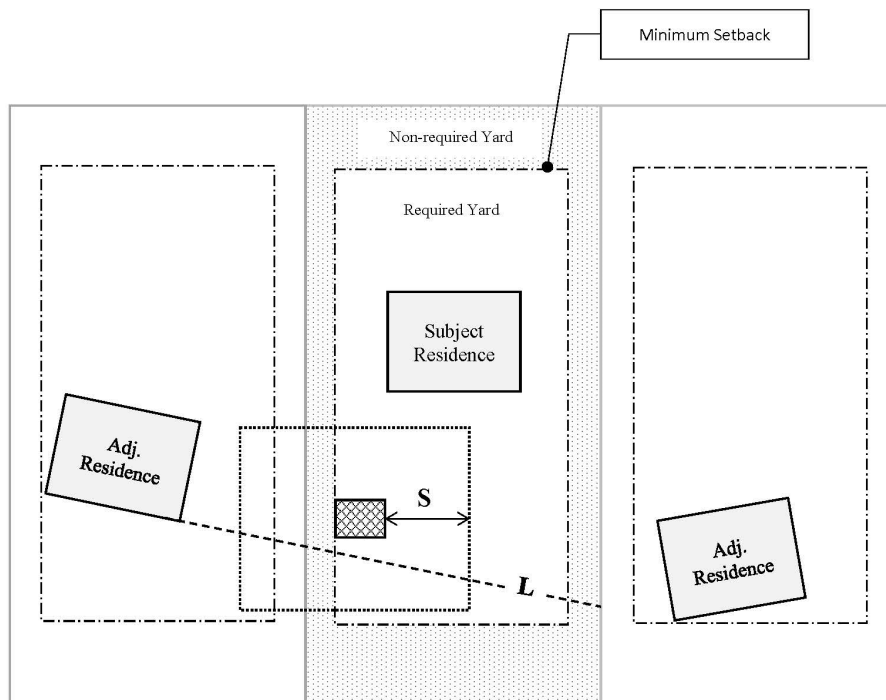 Minimum Setback
Non-required Yard
Required Yard
Subject
Residence
Adj.
Residence
S
L
Adj.
Residence